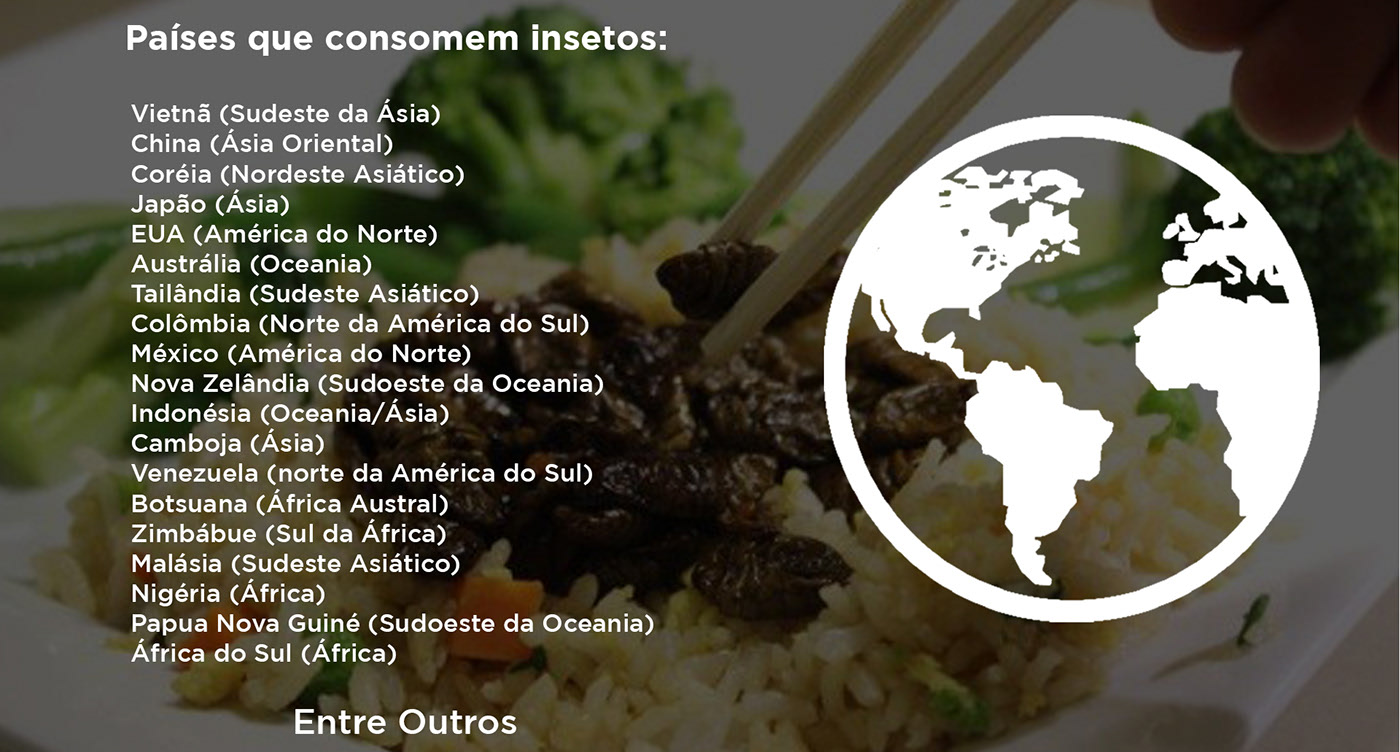 Países que consomem insetos:
Vietnã (Sudeste da Ásia)
China (Ásia Oriental)
Coréia (Nordeste Asiático)
Japão (Ásia)
EUA (América do Norte)
Austrália (Oceania)
Tailândia (Sudeste Asiático)
Colômbia (Norte da América do Sul)
México (América do Norte)
Nova Zelândia (Sudoeste da Oceania)
Indonésia (Oceania/Ásia)
Camboja (Ásia)
Venezuela (norte da América do Sul)
Botsuana (África Austral)
Zimbábue (Sul da África)
Malásia (Sudeste Asiático)
Nigéria (África)
Papua Nova Guiné (Sudoeste da Oceania)
África do Sul (África)
Entre Outros